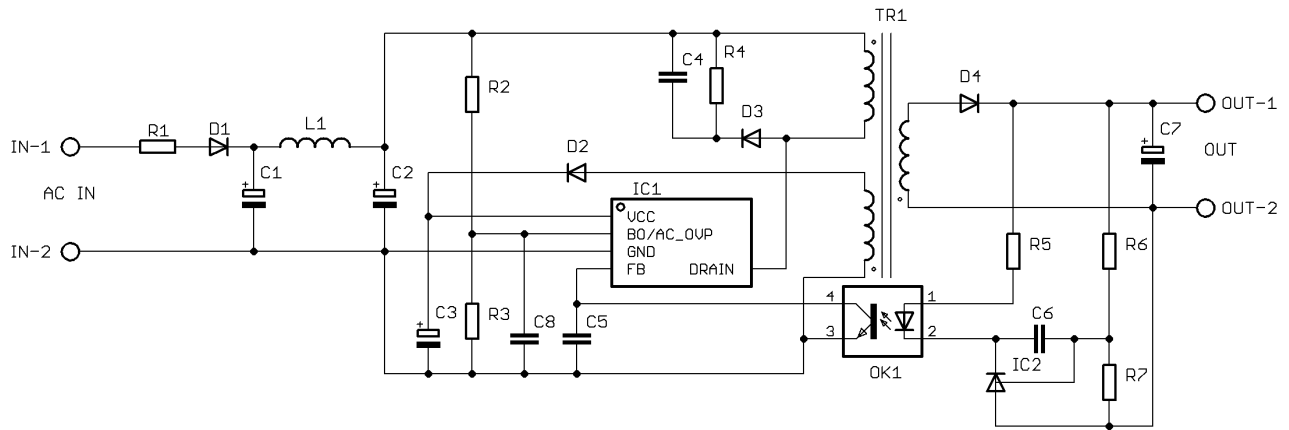 TR1
C4
R4
R2
D4
L1
R1
D1
D3
OUT-1
C7
IN-1
D2
OUT
C1
C2
AC IN
IC1
VCC
BO/AC_OVP
GND
FB
DRAIN
OUT-2
IN-2
R5
R6
C3
R3
C8
C5
4
3
1
2
C6
OK1
IC2
R7
+
+
+
+